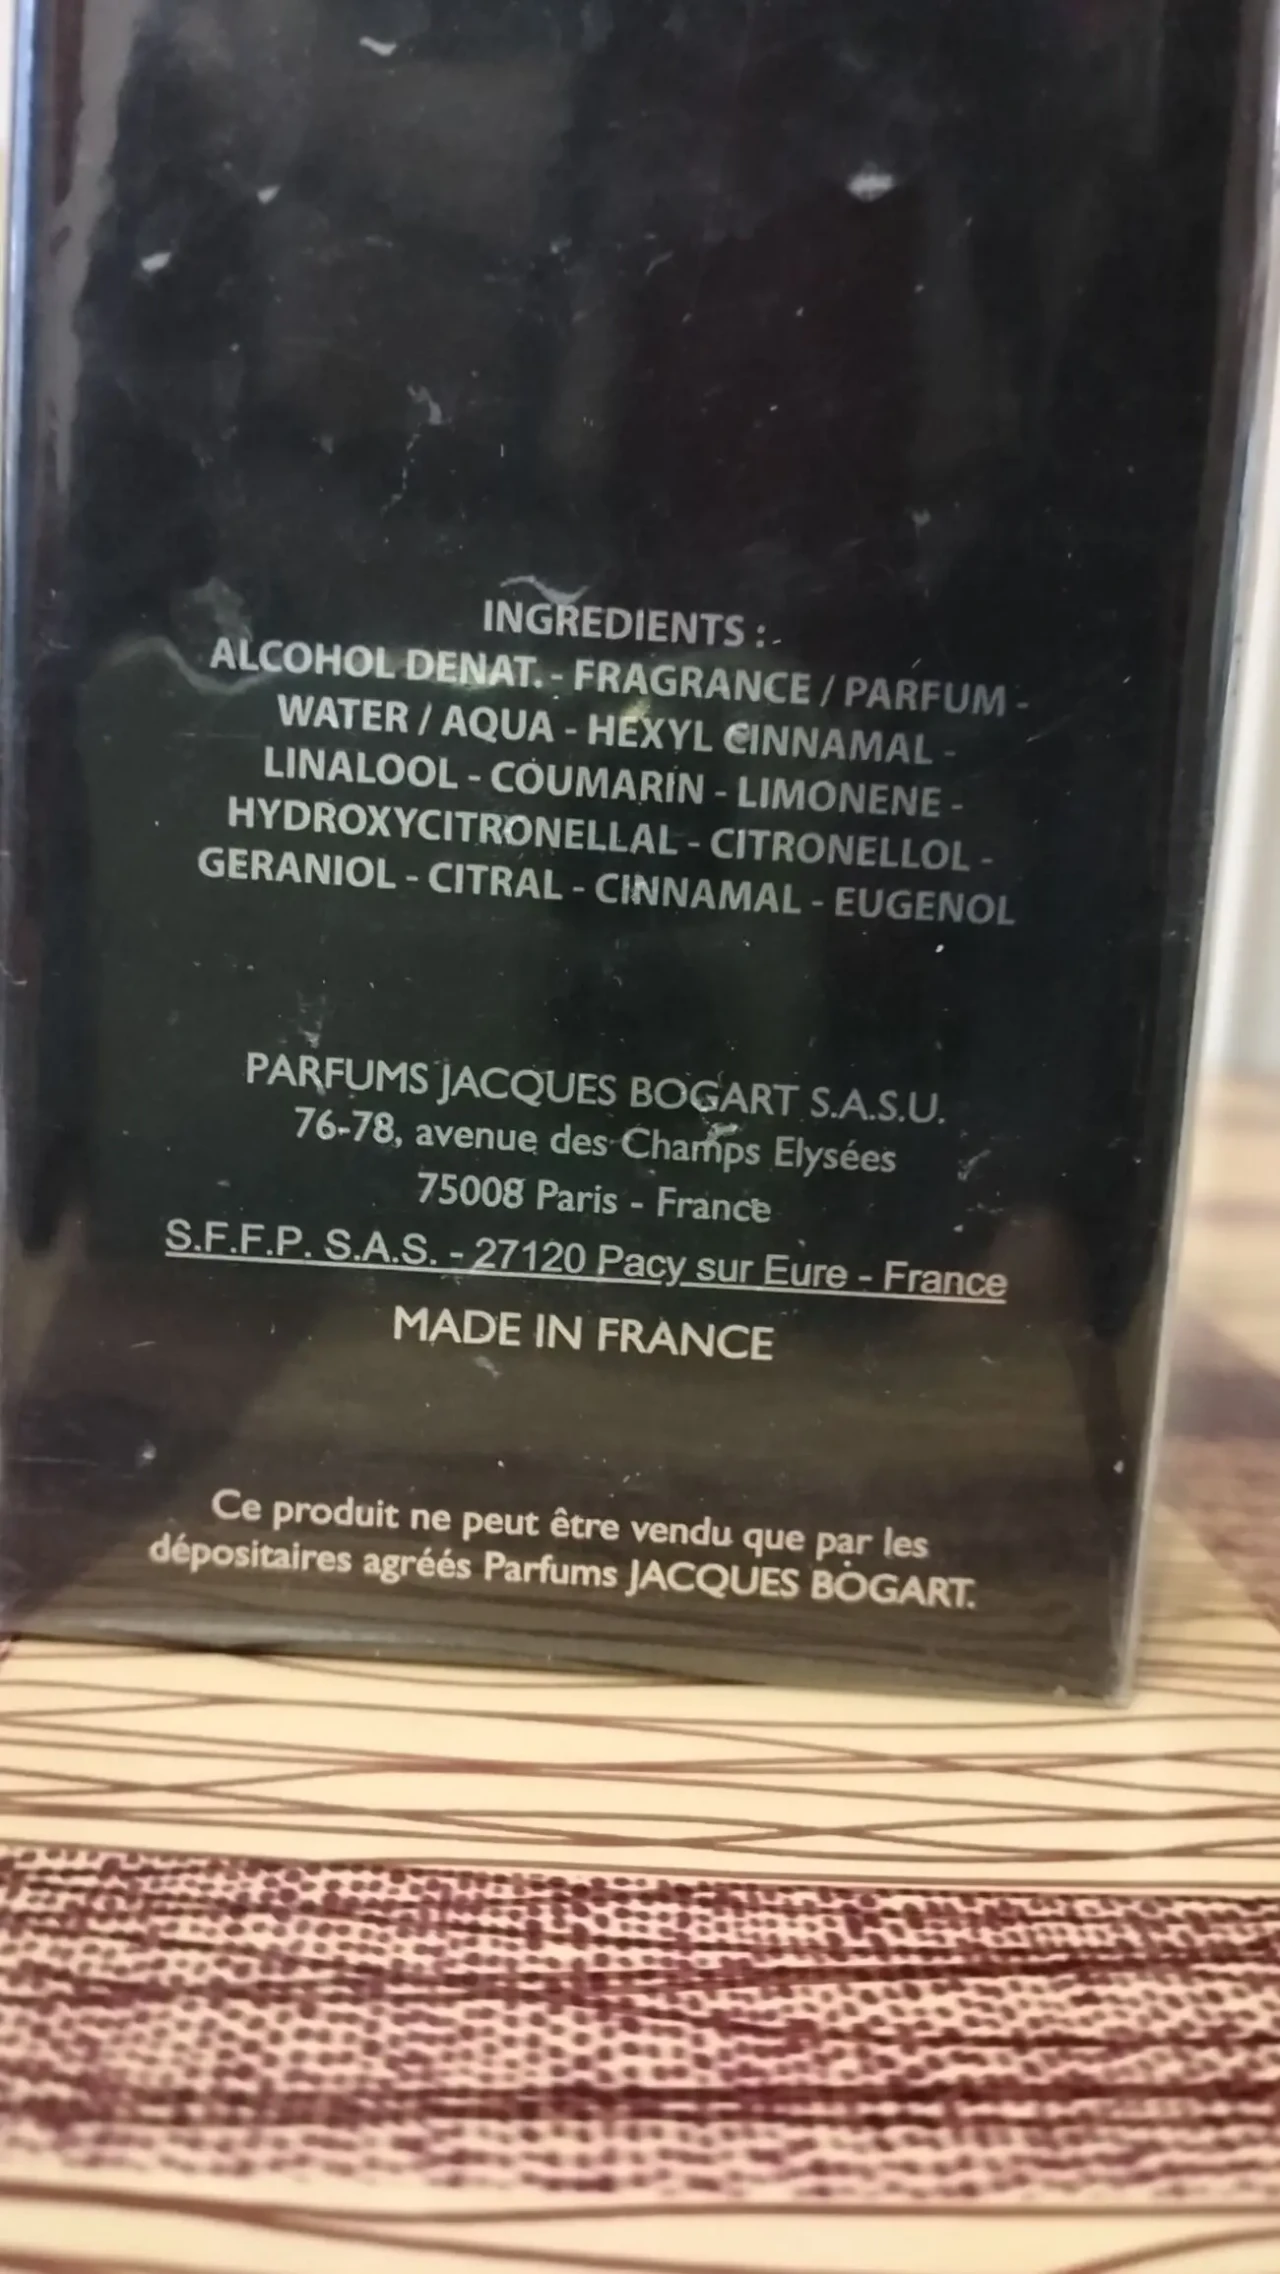 INGREDIENTS :
ALCOHOL DENAT. - FRAGRANCE / PARFUM -
WATER / AQUA - HEXYL CINNAMAL -
LINALOOL - COUMARIN - LIMONENE -
HYDROXYCITRONELLAL - CITRONELLOL -
GERANIOL - CITRAL - CINNAMAL - EUGENOL
PARFUMS JACQUES BOGART S.A.S.U.
76-78, avenue des Champs Elysées
75008 Paris - France
S.F.F.P. S.A.S. - 27120 Pacy sur Eure - France
MADE IN FRANCE
Ce produit ne peut être vendu que par les
dépositaires agréés Parfums JACQUES BOGART.